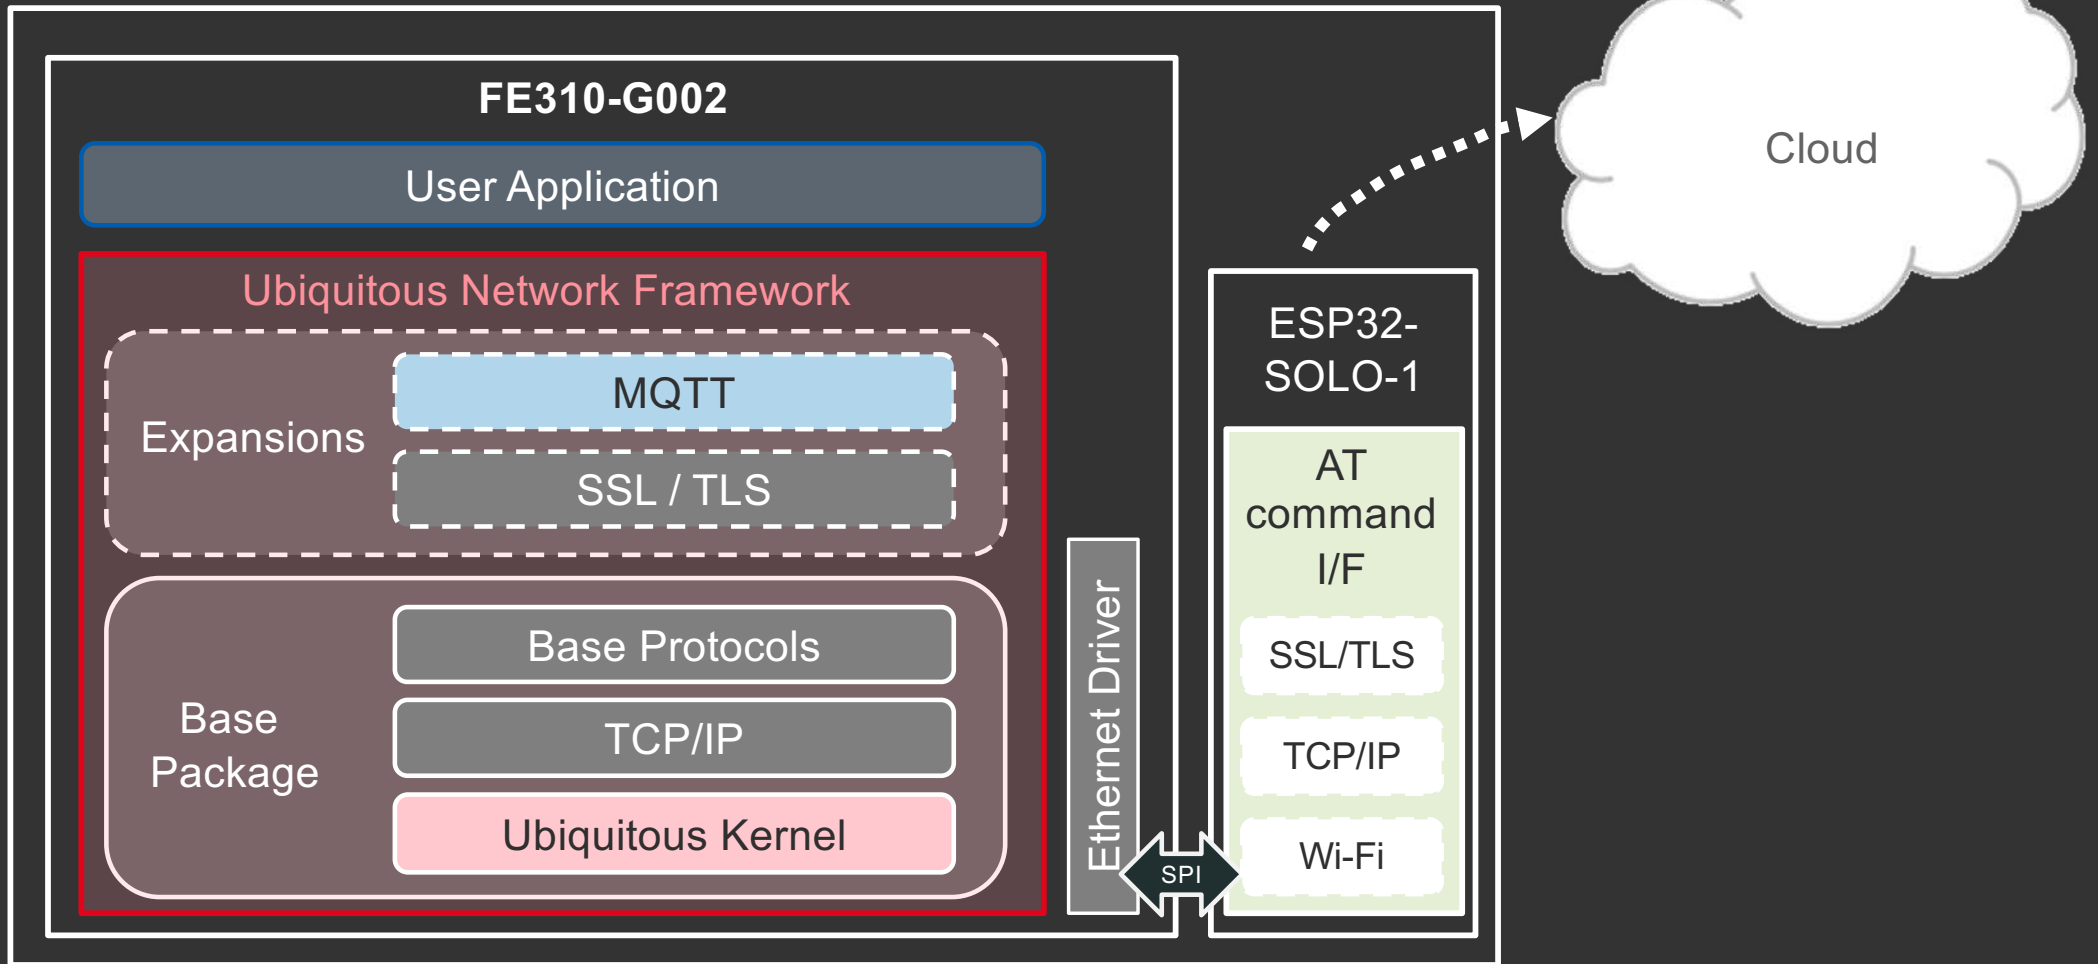 FE310-G002
User Application
Ubiquitous Network Framework
Expansions
MQTT
SSL / TLS
Base
Package
Base Protocols
TCP/IP
Ubiquitous Kernel
Ethernet Driver
SPI
ESP32-
SOLO-1
AT
command
I/F
SSL/TLS
TCP/IP
Wi-Fi
Cloud